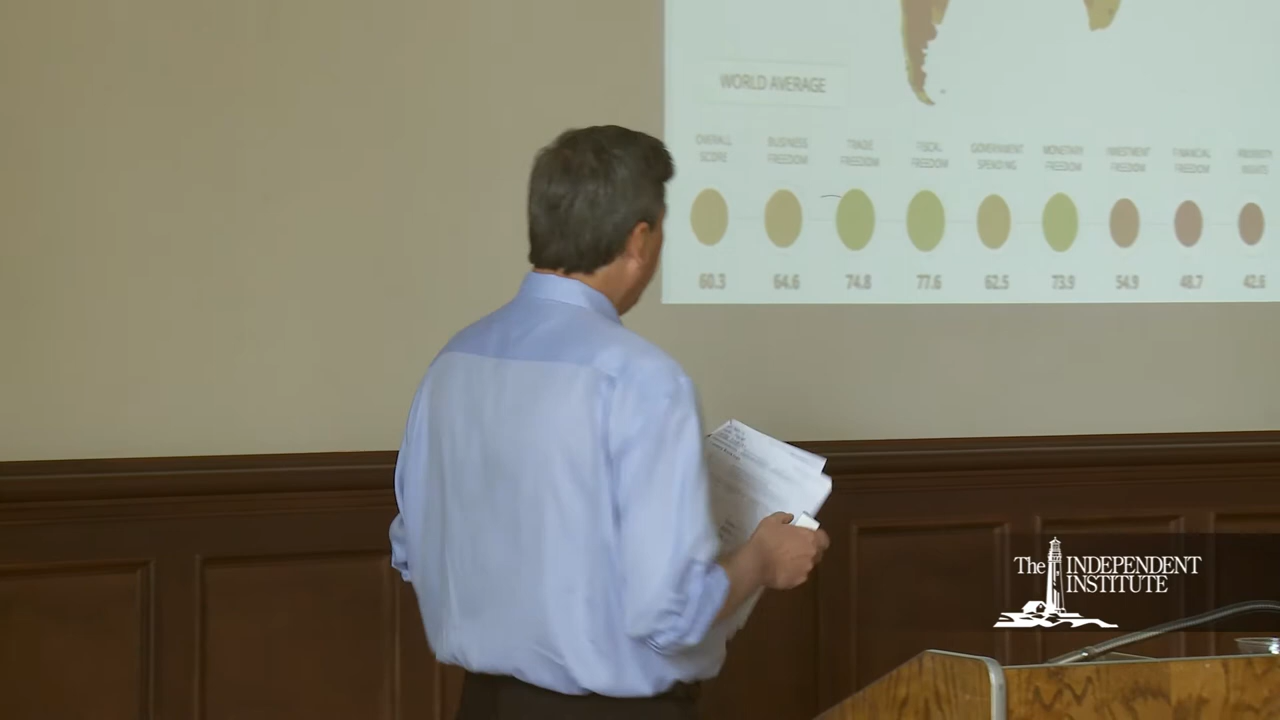 WORLD AVERAGE
OVERALL BUSINESS TRADE FISCAL GOVERNMENT MONETARY INVESTMENT FINANCIAL PROPERTY
SCORE FREEDOM FREEDOM FREEDOM SPENDING FREEDOM FREEDOM FREEDOM RIGHTS
60.3 64.6 74.8 77.6 62.5 73.9 54.9 48.7 42.6
The INDEPENDENT
INSTITUTE